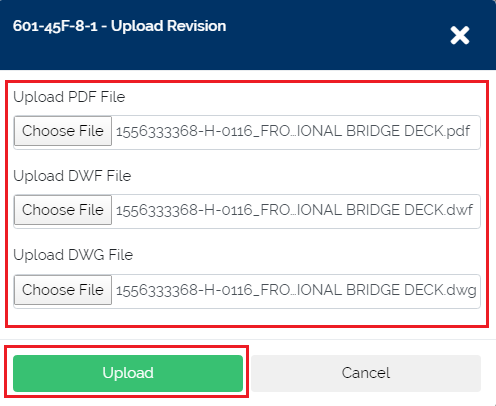 601-45F-8-1 - Upload Revision
Upload PDF File
Choose File 1556333368-H-0116_FRO...IONAL BRIDGE DECK.pdf
Upload DWF File
Choose File 1556333368-H-0116_FRO...IONAL BRIDGE DECK.dwf
Upload DWG File
Choose File 1556333368-H-0116_FRO...IONAL BRIDGE DECK.dwg
Upload Cancel